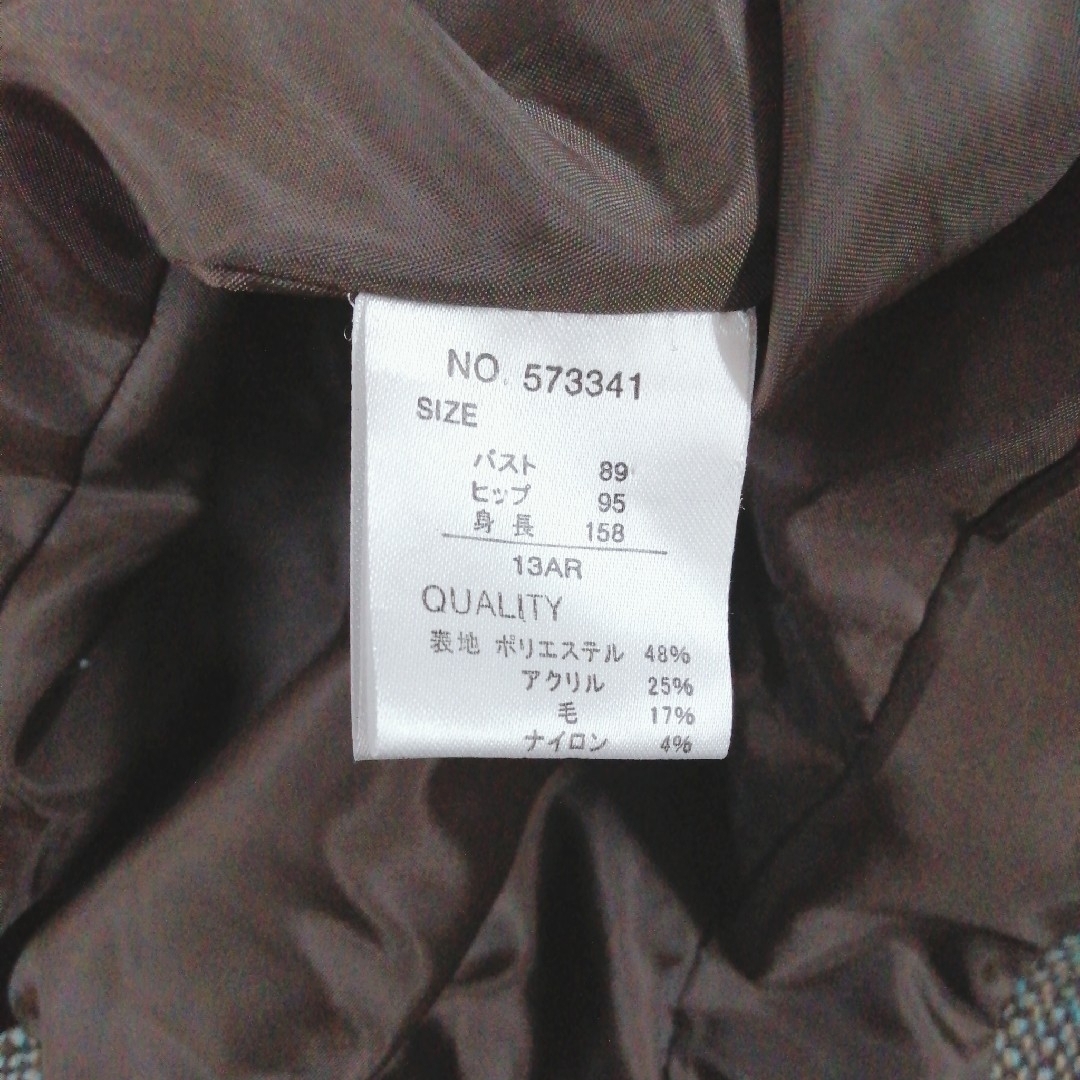 NO. 573341
SIZE
バスト 89
ヒップ 95
身長 158
13AR
QUALITY
表地 ポリエステル 48%
アクリル 25%
毛 17%
ナイロン 4%